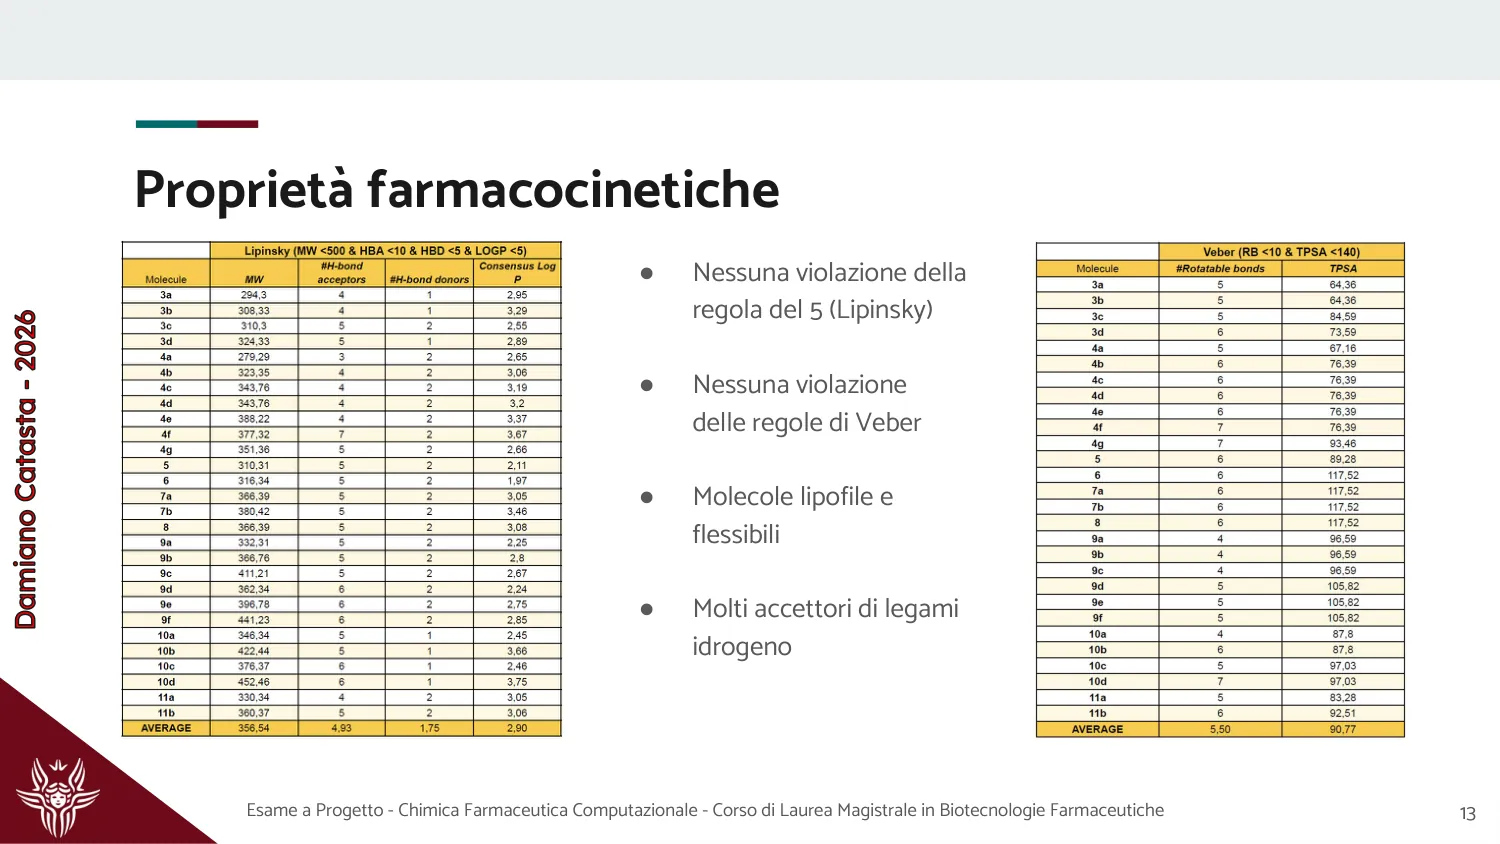 Proprietà farmacocinetiche
Lipinsky (MW <500 & HBA <10 & HBD <5 & LOGP <5)
Molecule MW #H-bond acceptors #H-bond donors Consensus Log P
3a 294,3 4 1 2,95
3b 308,33 4 1 3,29
3c 310,3 5 2 2,55
3d 324,33 5 1 2,89
4a 279,29 3 2 2,65
4b 323,35 4 2 3,06
4c 343,76 4 2 3,19
4d 343,76 4 2 3,2
4e 388,22 4 2 3,37
4f 377,32 7 2 3,67
4g 351,36 5 2 2,66
5 310,31 5 2 2,11
6 316,34 5 2 1,97
7a 366,39 5 2 3,05
7b 380,42 5 2 3,46
8 366,39 5 2 3,08
9a 332,31 5 2 2,25
9b 366,76 5 2 2,8
9c 411,21 5 2 2,67
9d 362,34 6 2 2,24
9e 396,78 6 2 2,75
9f 441,23 6 2 2,85
10a 346,34 5 1 2,45
10b 422,44 5 1 3,66
10c 376,37 6 1 2,46
10d 452,46 6 1 3,75
11a 330,34 4 2 3,05
11b 360,37 5 2 3,06
AVERAGE 356,54 4,93 1,75 2,90
● Nessuna violazione della
regola del 5 (Lipinsky)
● Nessuna violazione
delle regole di Veber
● Molecole lipofile e
flessibili
● Molti accettori di legami
idrogeno
Veber (RB <10 & TPSA <140)
Molecule #Rotatable bonds TPSA
3a 5 64,36
3b 5 64,36
3c 5 84,59
3d 6 73,59
4a 5 67,16
4b 6 76,39
4c 6 76,39
4d 6 76,39
4e 6 76,39
4f 7 76,39
4g 7 93,46
5 6 89,28
6 6 117,52
7a 6 117,52
7b 6 117,52
8 6 117,52
9a 4 96,59
9b 4 96,59
9c 4 96,59
9d 5 105,82
9e 5 105,82
9f 5 105,82
10a 4 87,8
10b 6 87,8
10c 5 97,03
10d 7 97,03
11a 5 83,28
11b 6 92,51
AVERAGE 5,50 90,77
Damiano Catasta - 2026
Esame a Progetto - Chimica Farmaceutica Computazionale - Corso di Laurea Magistrale in Biotecnologie Farmaceutiche
13